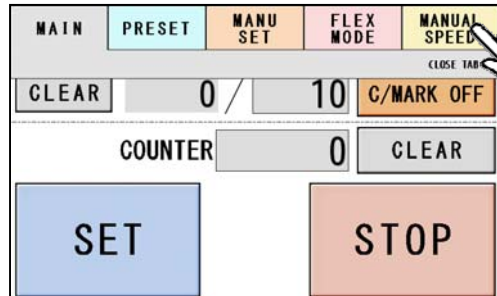 MAIN PRESET MANU SET FLEX MODE MANUAL SPEED
CLOSE TAB
CLEAR 0 / 10 C/MARK OFF
COUNTER 0 CLEAR
SET STOP